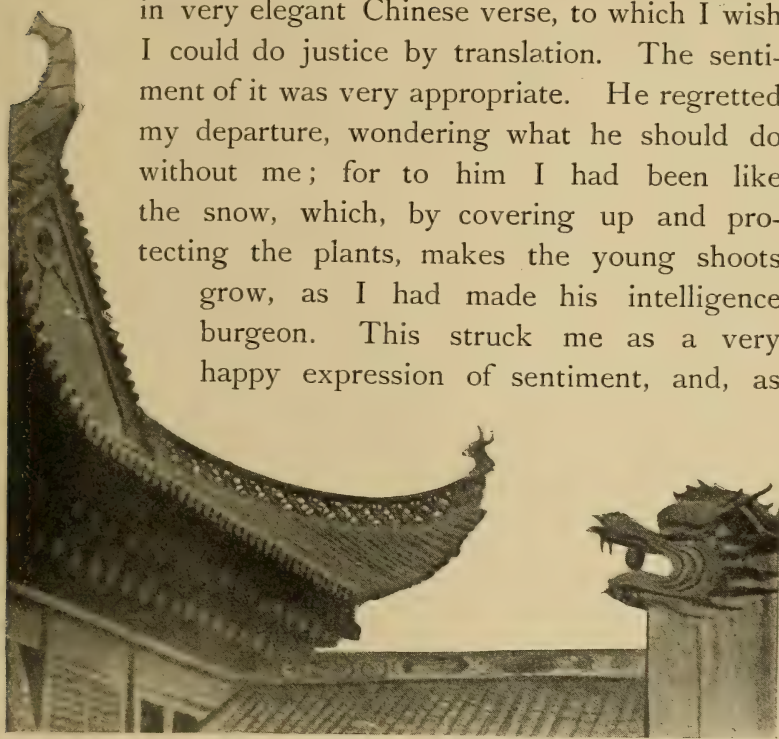 in very elegant Chinese verse, to which I wish
I could do justice by translation. The senti-
ment of it was very appropriate. He regretted
my departure, wondering what he should do
without me; for to him I had been like
the snow, which, by covering up and pro-
tecting the plants, makes the young shoots
grow, as I had made his intelligence
burgeon. This struck me as a very
happy expression of sentiment, and, as